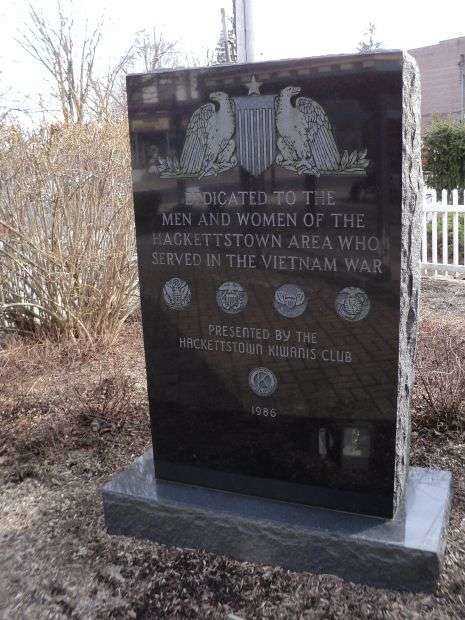 DEDICATED TO THE
MEN AND WOMEN OF THE
HACKETTSTOWN AREA WHO
SERVED IN THE VIETNAM WAR
PRESENTED BY THE
HACKETTSTOWN KIWANIS CLUB
1986